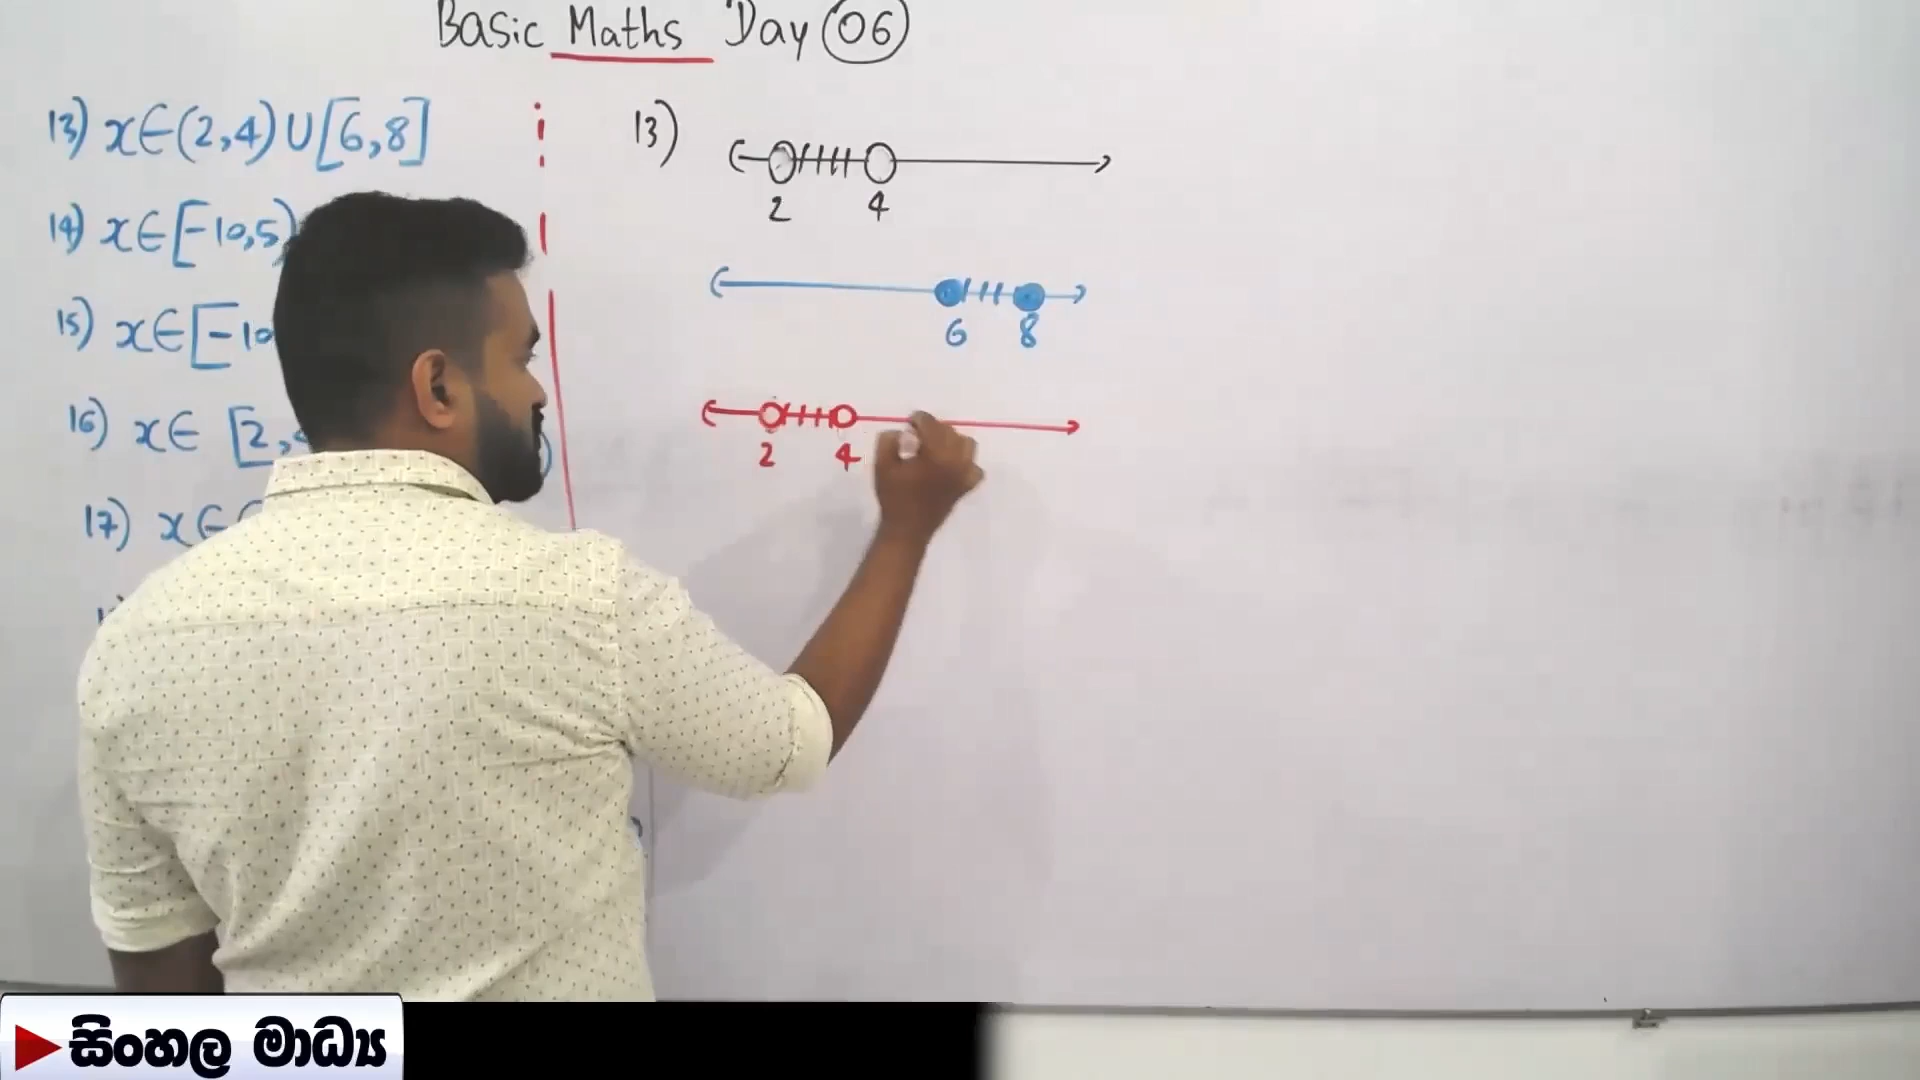 Basic Maths Day 06
13) x∈(2,4)∪[6,8]
14) x∈[-10,5)
15) x∈[-10
16) x∈ [2,
17) x∈
13)
2 4
6 8
2 4
සිංහල මාධ්‍ය